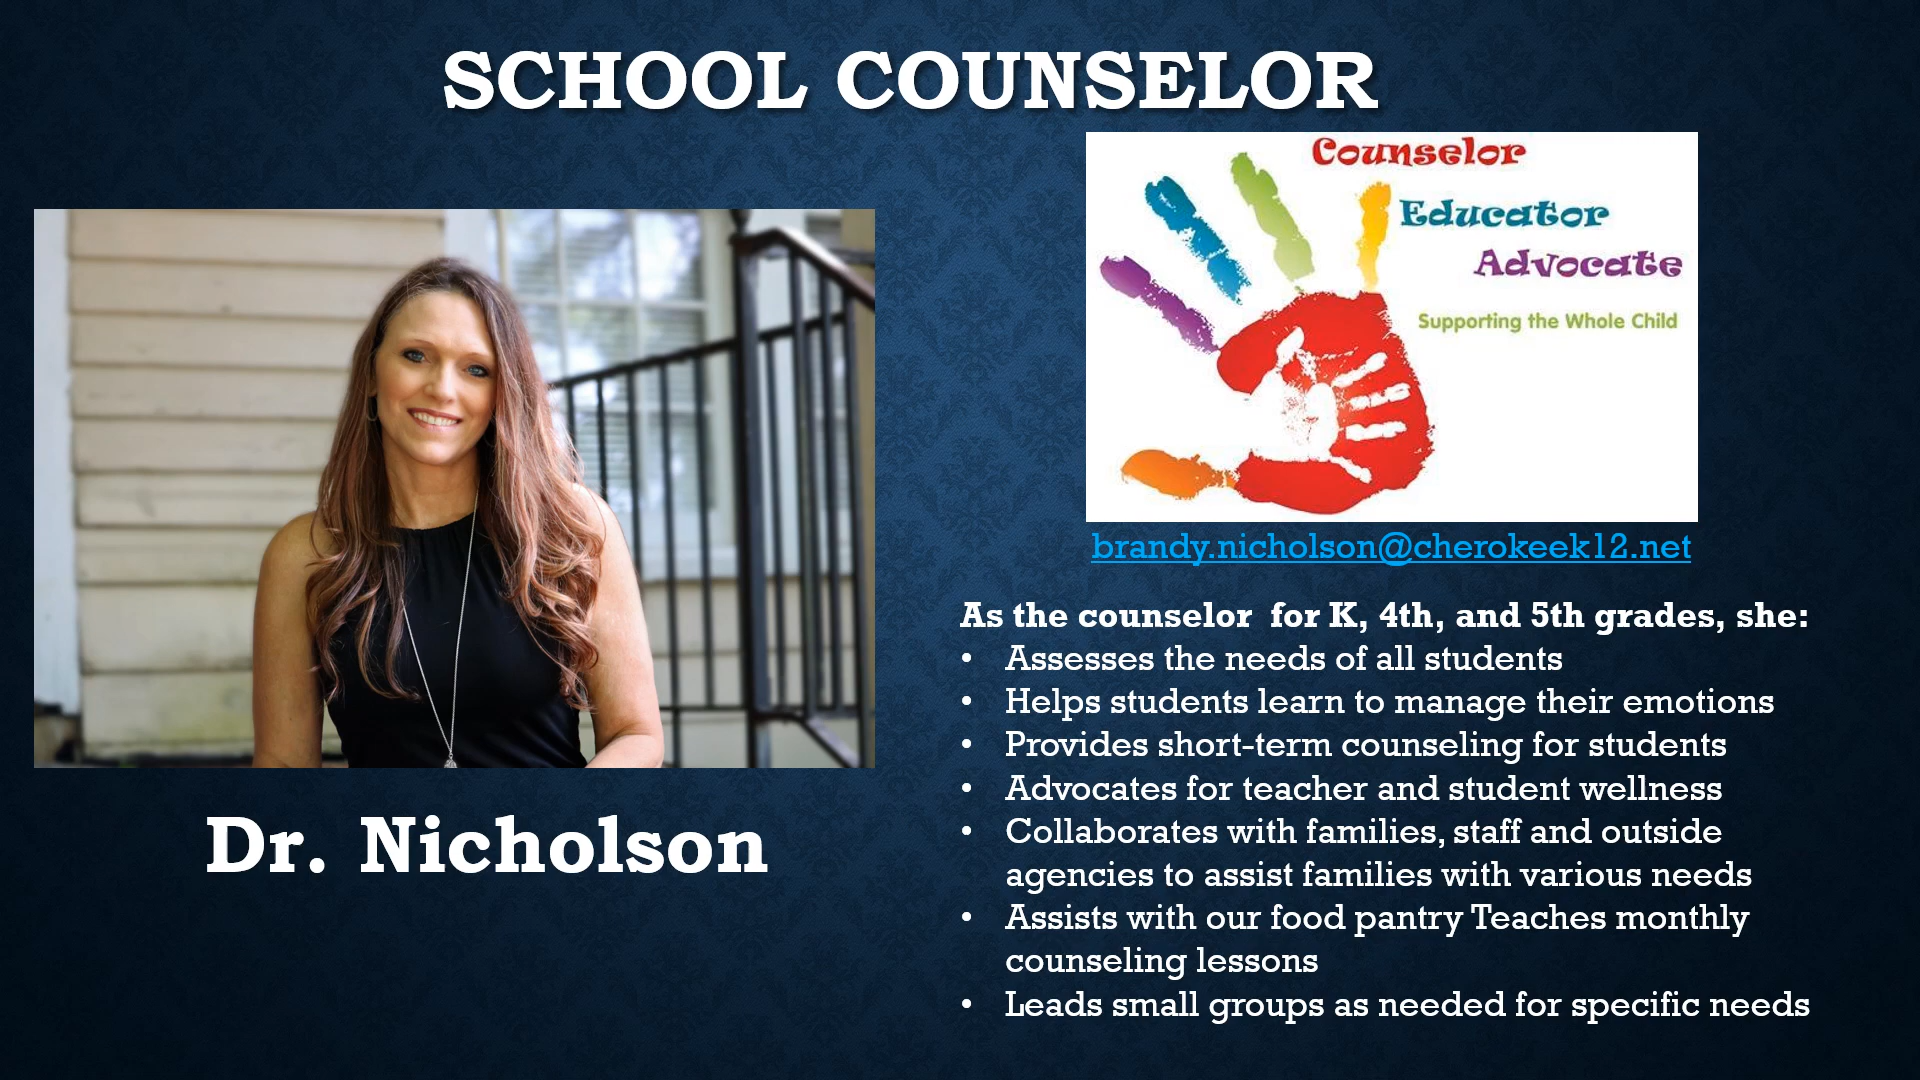 SCHOOL COUNSELOR
Counselor
Educator
Advocate
Supporting the Whole Child
brandy.nicholson@cherokeek12.net
Dr. Nicholson
As the counselor  for K, 4th, and 5th grades, she:
• Assesses the needs of all students
• Helps students learn to manage their emotions
• Provides short-term counseling for students
• Advocates for teacher and student wellness
• Collaborates with families, staff and outside
agencies to assist families with various needs
• Assists with our food pantry Teaches monthly
counseling lessons
• Leads small groups as needed for specific needs